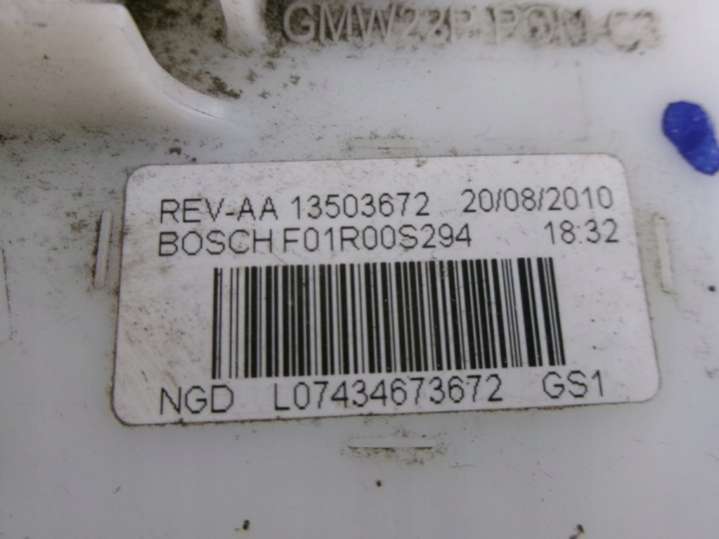 REV-AA 13503672 20/08/2010
BOSCH F01R00S294 18:32
NGD L07434673672 GS1